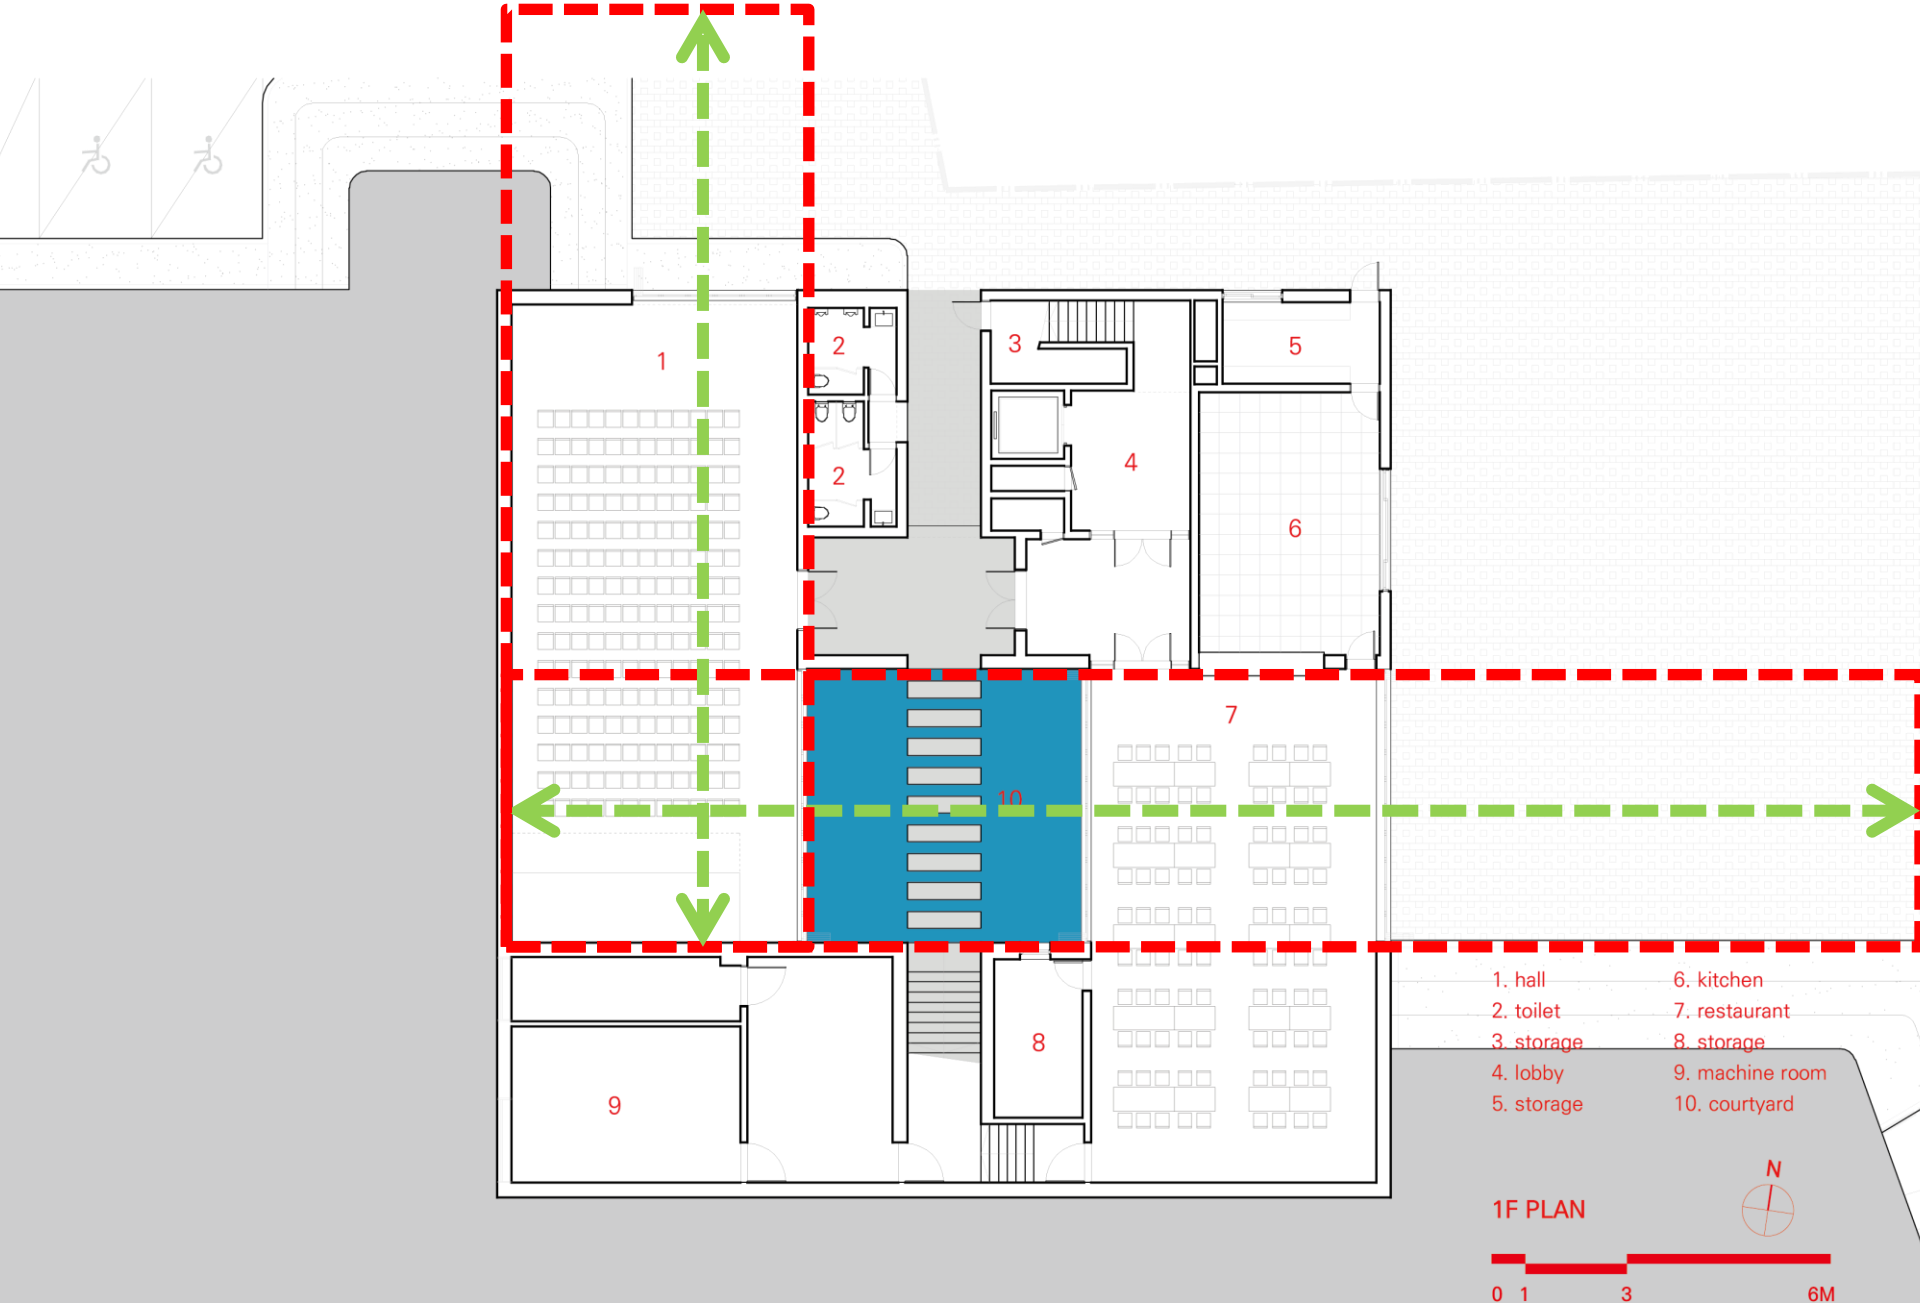 1
2
3
5
2
4
6
7
10
8
9
1. hall
2. toilet
3. storage
4. lobby
5. storage
6. kitchen
7. restaurant
8. storage
9. machine room
10. courtyard
N
1F PLAN
0 1 3 6M